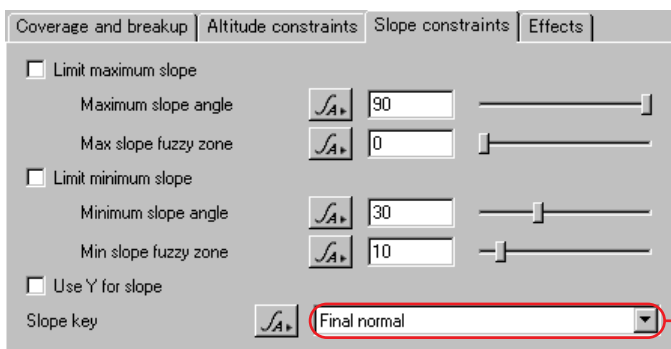 Coverage and breakup Altitude constraints Slope constraints Effects
Limit maximum slope
Maximum slope angle 90
Max slope fuzzy zone 0
Limit minimum slope
Minimum slope angle 30
Min slope fuzzy zone 10
Use Y for slope
Slope key Final normal